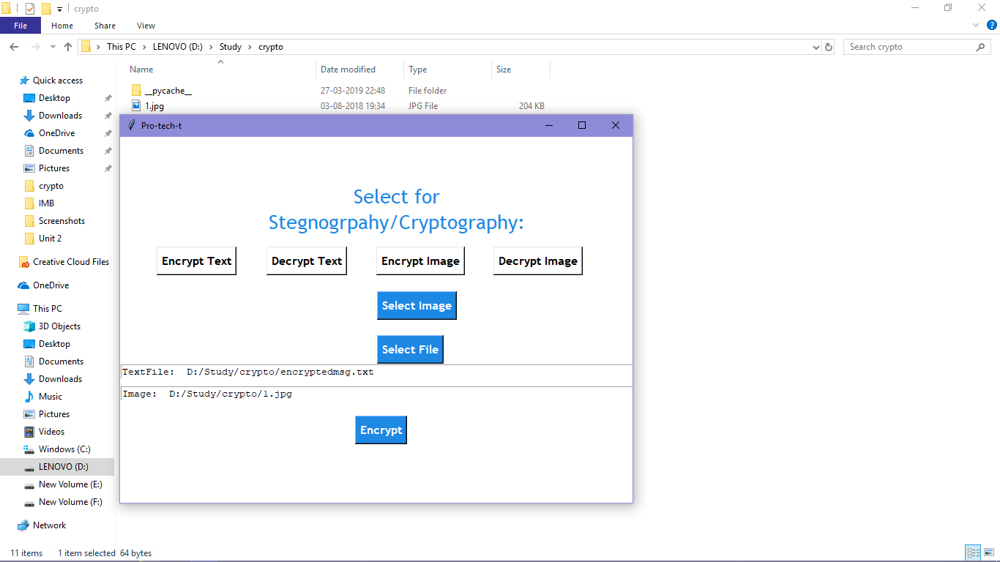 crypto
File Home Share View
This PC LENOVO (D:) Study crypto
Search crypto
Name Date modified Type Size
__pycache__ 27-03-2019 22:48 File folder
1.jpg 03-08-2018 19:34 JPG File 204 KB
Quick access
Desktop
Downloads
OneDrive
Documents
Pictures
crypto
IMB
Screenshots
Unit 2
Creative Cloud Files
OneDrive
This PC
3D Objects
Desktop
Documents
Downloads
Music
Pictures
Videos
Windows (C:)
LENOVO (D:)
New Volume (E:)
New Volume (F:)
Network
Pro-tech-t
Select for
Stegnogrpahy/Cryptography:
Encrypt Text Decrypt Text Encrypt Image Decrypt Image
Select Image
Select File
TextFile: D:/Study/crypto/encryptedmsg.txt
Image: D:/Study/crypto/1.jpg
Encrypt
11 items 1 item selected 64 bytes